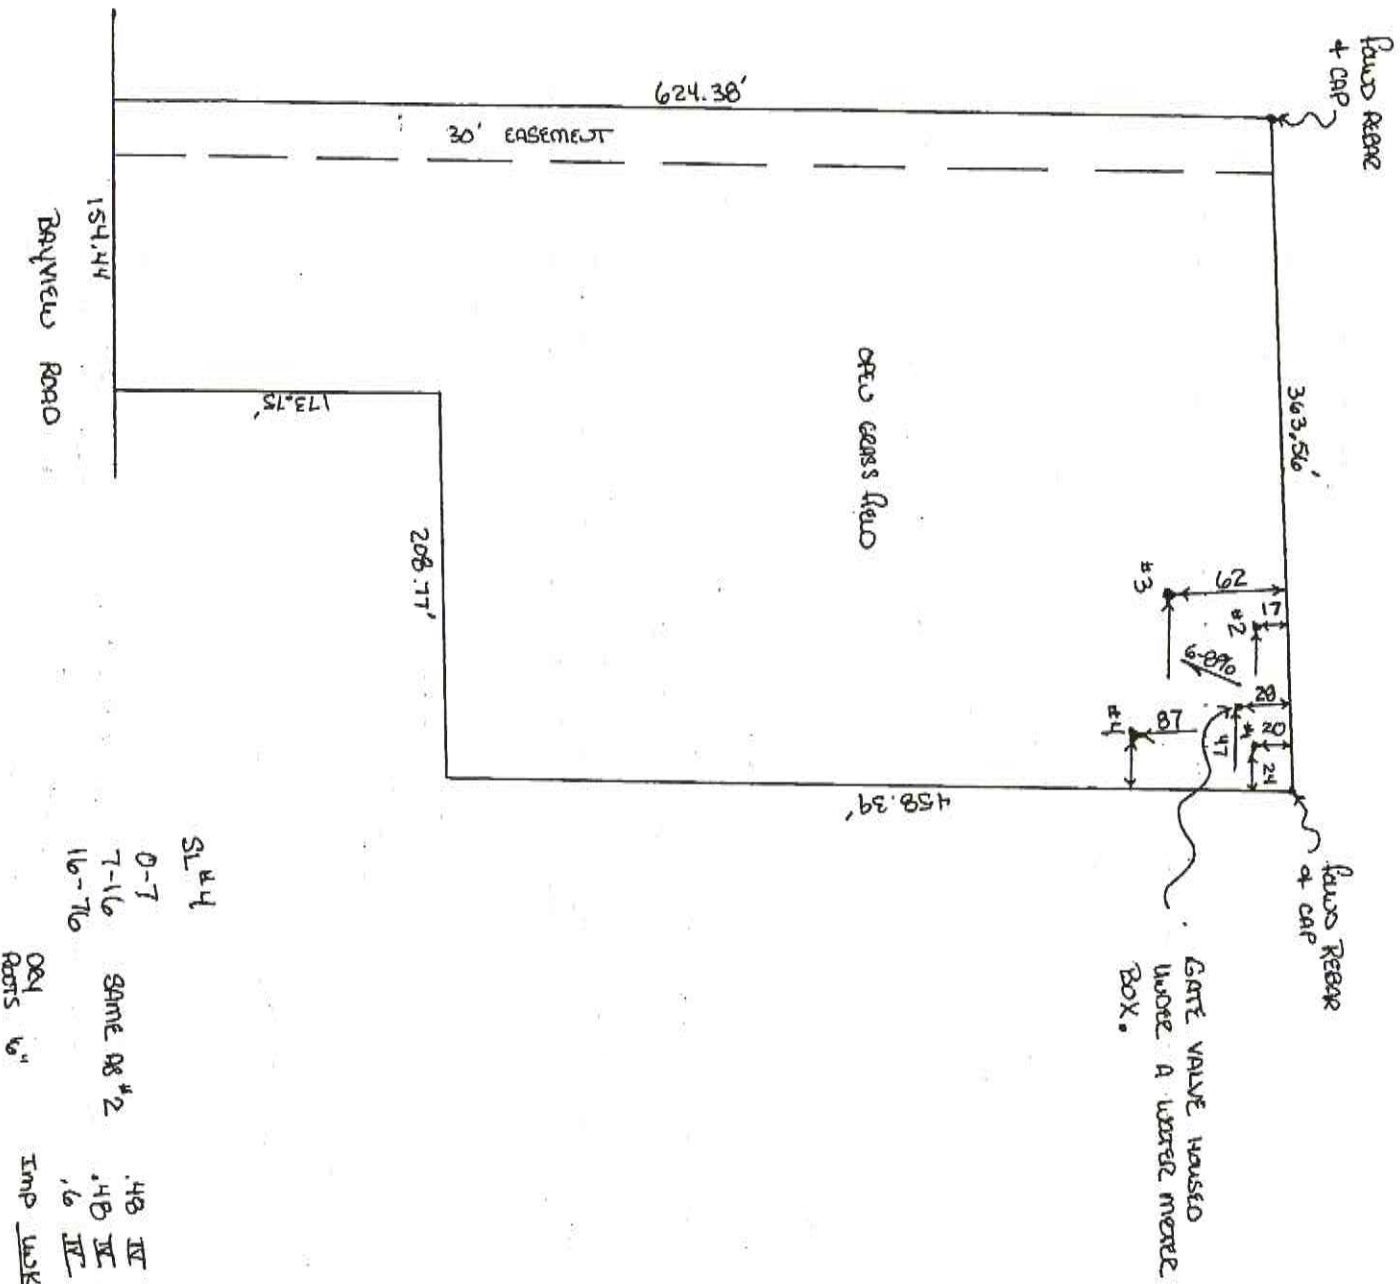 FOUND REBAR
+ CAP
624.38'
30' EASEMENT
154.44
BAYVIEW ROAD
173.75'
208.77'
OPEN GRASS FIELD
363.56'
#3
62
17
#2
6-8%
28
#4
87
47
#1
20
24
458.39'
FOUND REBAR
+ CAP
GATE VALVE HOUSED
UNDER A WATER METER
BOX.
SL #4
0-7 .48 IV
7-16 SAME AS #2 .48 IV
16-76 .6 IV
DRY
ROOTS 6"
IMP UNK